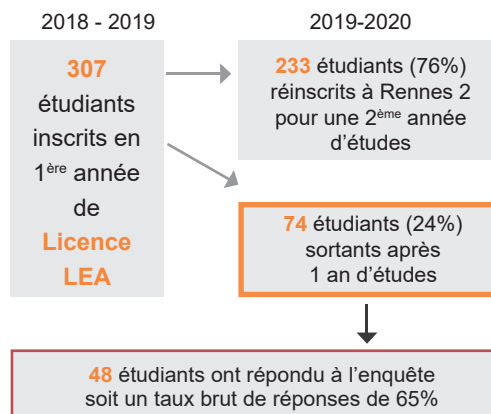 2018 - 2019
307
étudiants
inscrits en
1ère année
de
Licence
LEA
2019-2020
233 étudiants (76%)
réinscrits à Rennes 2
pour une 2ème année
d'études
74 étudiants (24%)
sortants après
1 an d'études
48 étudiants ont répondu à l'enquête
soit un taux brut de réponses de 65%